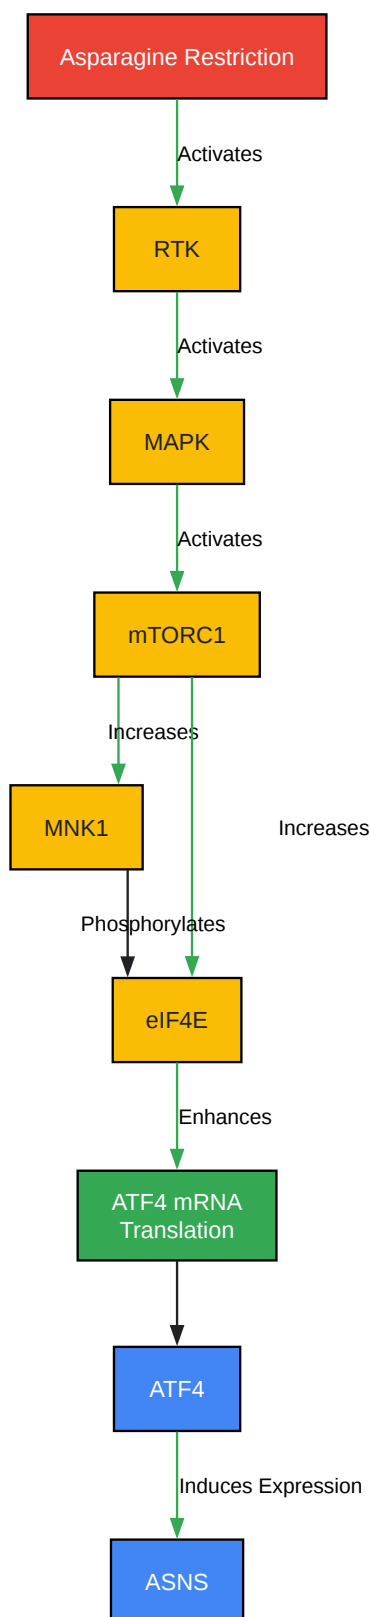 Asparagine Restriction
Activates
RTK
Activates
MAPK
Activates
mTORC1
Increases
MNK1
Increases
Phosphorylates
eIF4E
Enhances
ATF4 mRNA
Translation
ATF4
Induces Expression
ASNS